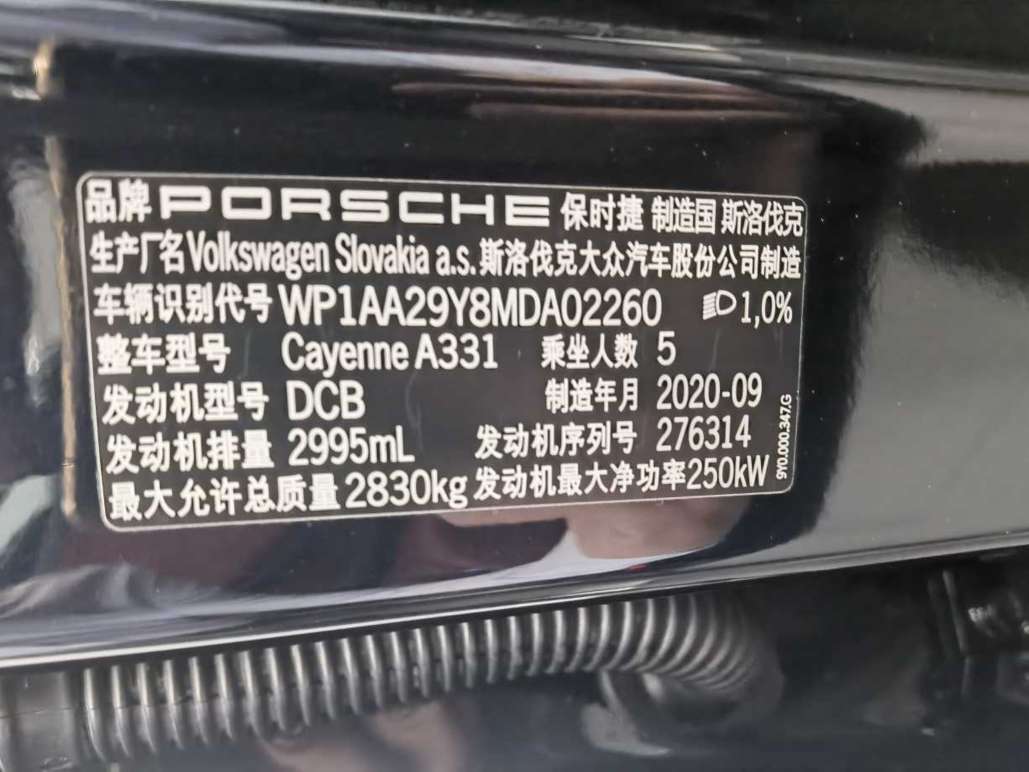 品牌 PORSCHE 保时捷 制造国 斯洛伐克
生产厂名 Volkswagen Slovakia a.s. 斯洛伐克大众汽车股份公司制造
车辆识别代号 WP1AA29Y8MDA02260 1,0%
整车型号 Cayenne A331 乘坐人数 5
发动机型号 DCB 制造年月 2020-09
发动机排量 2995mL 发动机序列号 276314
最大允许总质量 2830kg 发动机最大净功率 250kW
9Y0.000.347.G